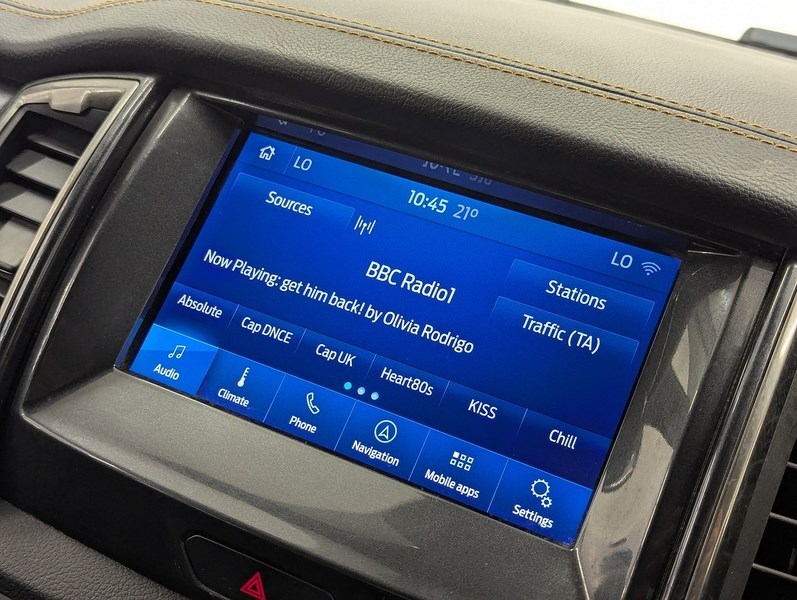 LO
10:45 21°
LO
Sources
BBC Radio1
Stations
Now Playing: get him back! by Olivia Rodrigo
Traffic (TA)
Absolute
Cap DNCE
Cap UK
Heart80s
KISS
Chill
Audio
Climate
Phone
Navigation
Mobile apps
Settings